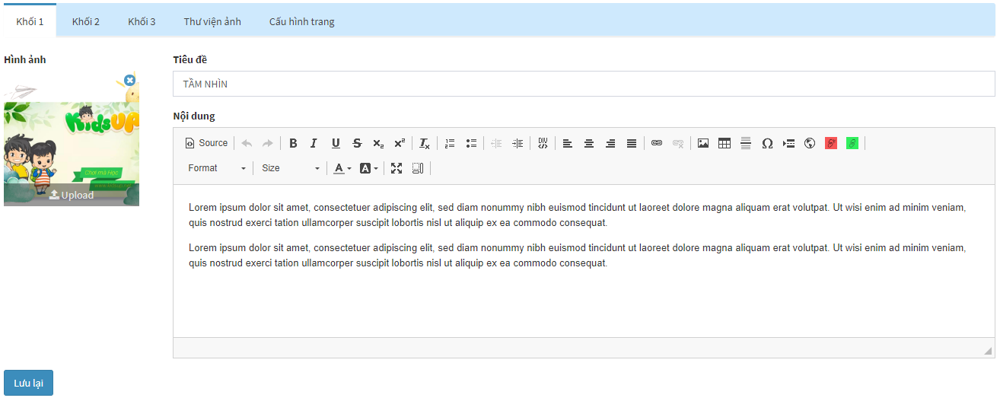 Khối 1 Khối 2 Khối 3 Thư viện ảnh Cấu hình trang
Hình ảnh
KidsUP
Chơi mà Học
Upload
Tiêu đề
TẦM NHÌN
Nội dung
Source
Format Size
Lorem ipsum dolor sit amet, consectetuer adipiscing elit, sed diam nonummy nibh euismod tincidunt ut laoreet dolore magna aliquam erat volutpat. Ut wisi enim ad minim veniam,
quis nostrud exerci tation ullamcorper suscipit lobortis nisl ut aliquip ex ea commodo consequat.
Lorem ipsum dolor sit amet, consectetuer adipiscing elit, sed diam nonummy nibh euismod tincidunt ut laoreet dolore magna aliquam erat volutpat. Ut wisi enim ad minim veniam,
quis nostrud exerci tation ullamcorper suscipit lobortis nisl ut aliquip ex ea commodo consequat.
Lưu lại